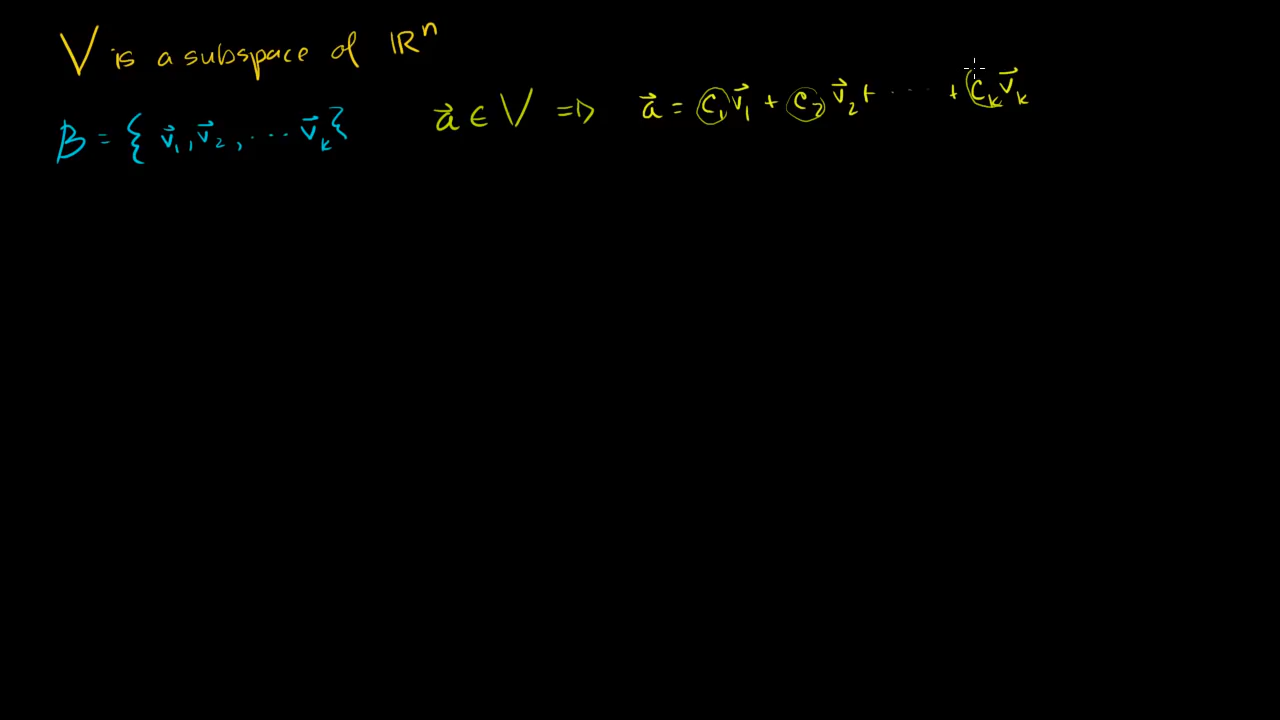 V is a subspace of ℝⁿ
B = { v⃗₁, v⃗₂, ... v⃗ₖ}
a⃗ ∈ V ⇒ a⃗ = c₁v⃗₁ + c₂v⃗₂ + ..... + cₖv⃗ₖ